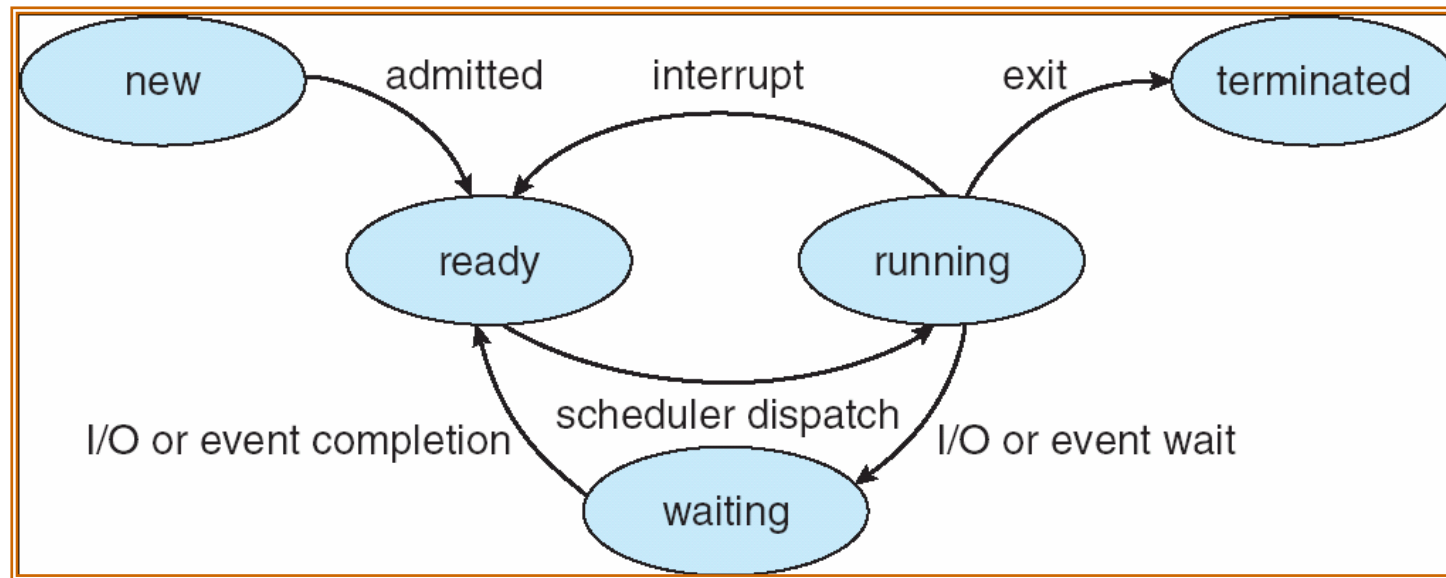 new
admitted
interrupt
exit
terminated
ready
running
scheduler dispatch
I/O or event completion
I/O or event wait
waiting